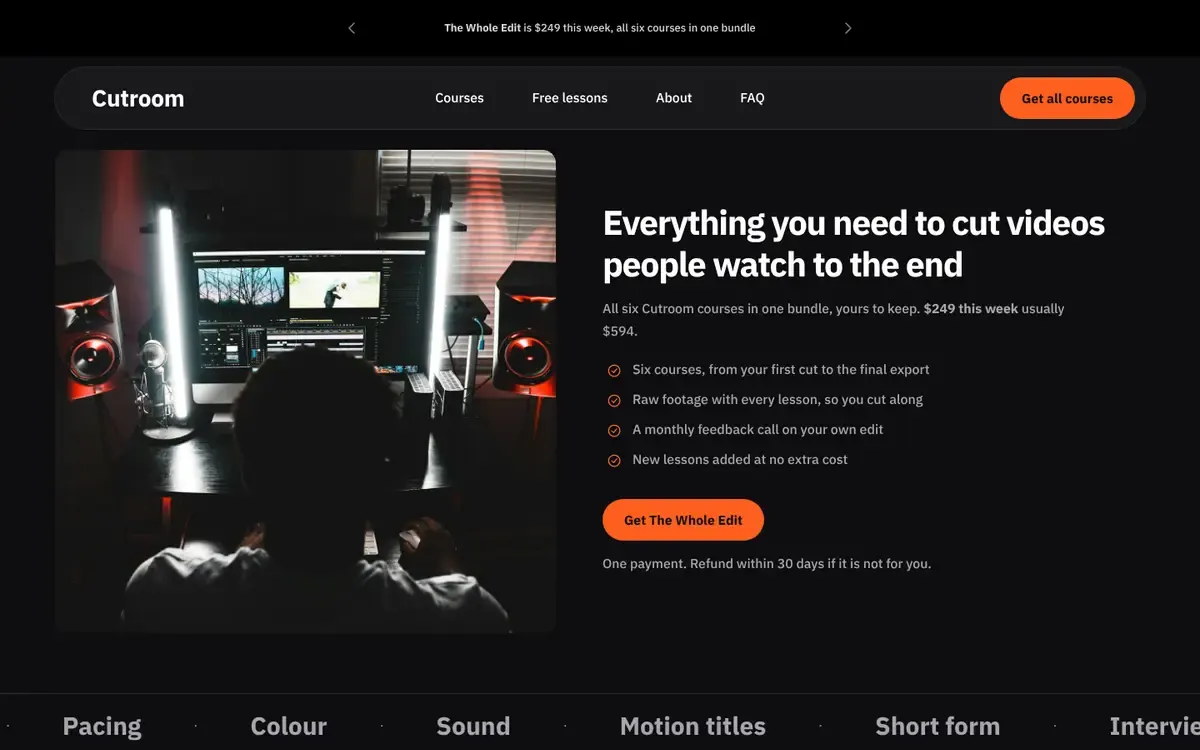 The Whole Edit is $249 this week, all six courses in one bundle
Cutroom
Courses
Free lessons
About
FAQ
Get all courses
Everything you need to cut videos
people watch to the end
All six Cutroom courses in one bundle, yours to keep. $249 this week usually
$594.
Six courses, from your first cut to the final export
Raw footage with every lesson, so you cut along
A monthly feedback call on your own edit
New lessons added at no extra cost
Get The Whole Edit
One payment. Refund within 30 days if it is not for you.
· Pacing · Colour · Sound · Motion titles · Short form · Intervie